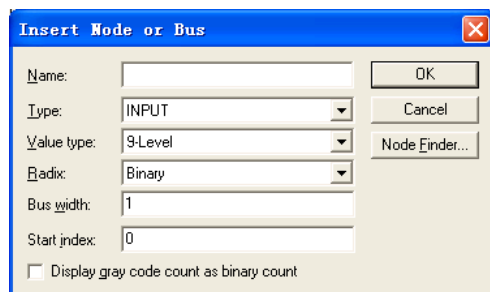 Insert Node or Bus
Name:
OK
Type: INPUT
Cancel
Value type: 9-Level
Node Finder...
Radix: Binary
Bus width: 1
Start index: 0
Display gray code count as binary count